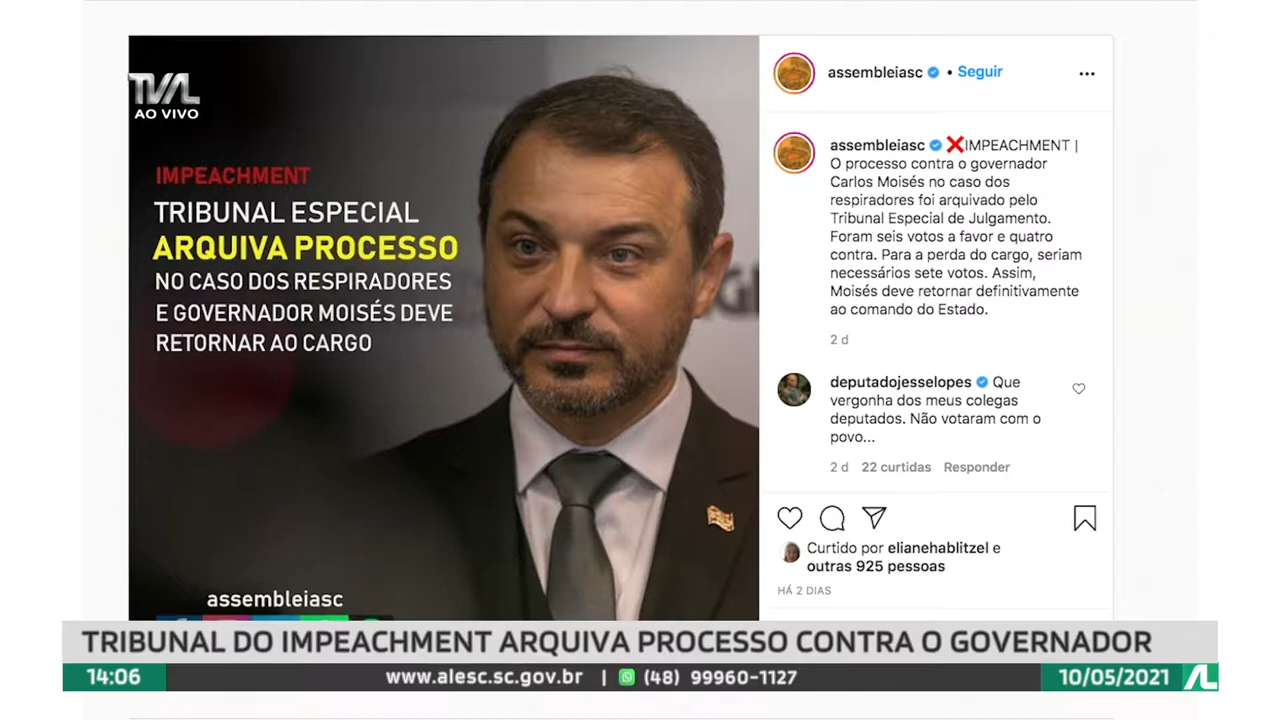 TVAL
AO VIVO
IMPEACHMENT
TRIBUNAL ESPECIAL
ARQUIVA PROCESSO
NO CASO DOS RESPIRADORES
E GOVERNADOR MOISÉS DEVE
RETORNAR AO CARGO
assembleiasc
assembleiasc • Seguir
assembleiasc ❌IMPEACHMENT |
O processo contra o governador
Carlos Moisés no caso dos
respiradores foi arquivado pelo
Tribunal Especial de Julgamento.
Foram seis votos a favor e quatro
contra. Para a perda do cargo, seriam
necessários sete votos. Assim,
Moisés deve retornar definitivamente
ao comando do Estado.
2 d
deputadojesselopes Que
vergonha dos meus colegas
deputados. Não votaram com o
povo...
2 d 22 curtidas Responder
Curtido por elianehablitzel e
outras 925 pessoas
HÁ 2 DIAS
TRIBUNAL DO IMPEACHMENT ARQUIVA PROCESSO CONTRA O GOVERNADOR
14:06 www.alesc.sc.gov.br | (48) 99960-1127 10/05/2021 AL